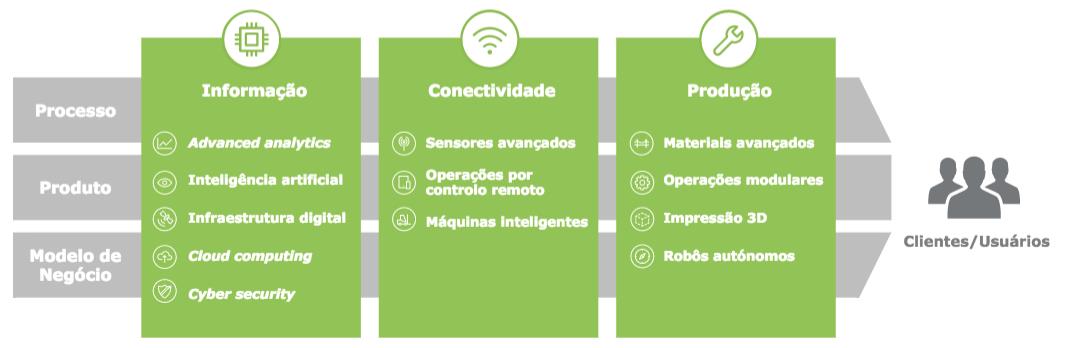 Processo
Produto
Modelo de
Negócio
Informação
Advanced analytics
Inteligência artificial
Infraestrutura digital
Cloud computing
Cyber security
Conectividade
Sensores avançados
Operações por
controlo remoto
Máquinas inteligentes
Produção
Materiais avançados
Operações modulares
Impressão 3D
Robôs autónomos
Clientes/Usuários